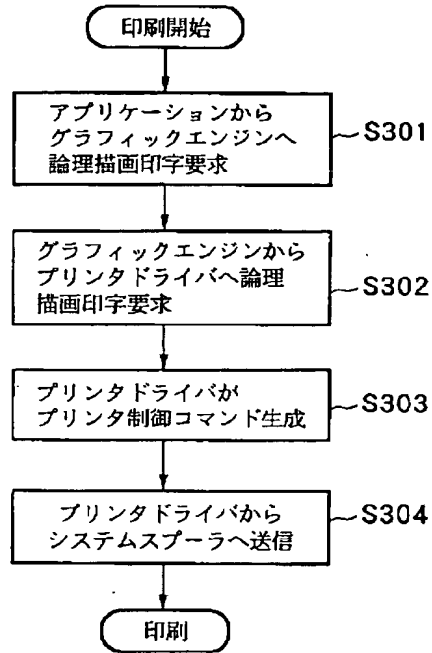 印刷開始
アプリケーションから
グラフィックエンジンへ
論理描画印字要求
S301
グラフィックエンジンから
プリンタドライバへ論理
描画印字要求
S302
プリンタドライバが
プリンタ制御コマンド生成
S303
プリンタドライバから
システムスプーラへ送信
S304
印刷